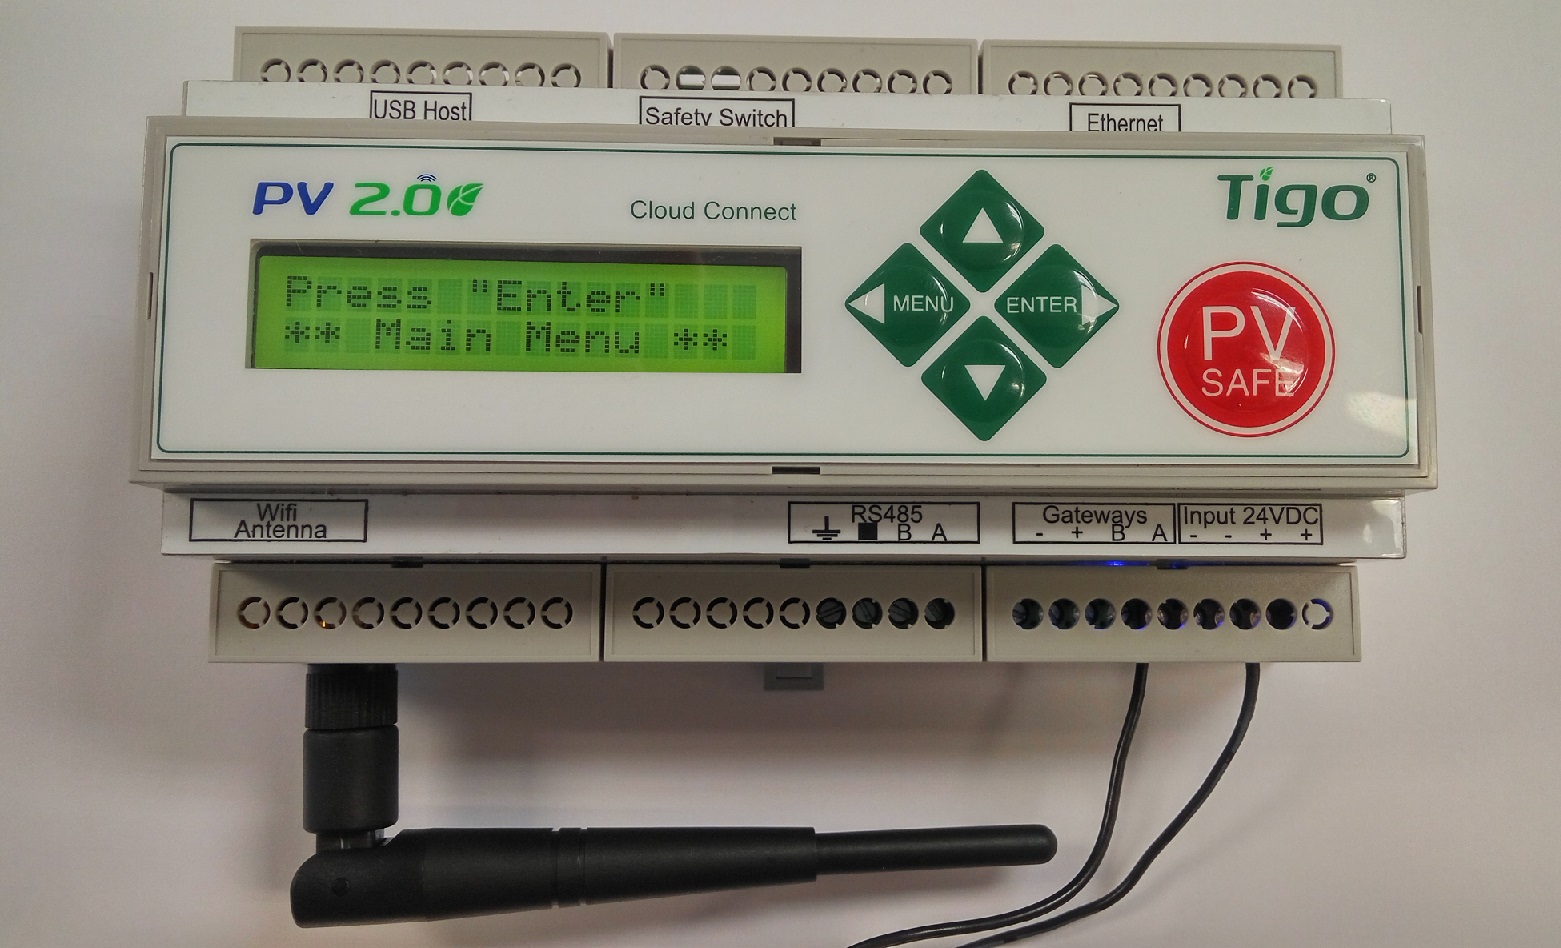 USB Host
Safety Switch
Ethernet
PV 2.0
Cloud Connect
Tigo®
Press "Enter"
** Main Menu **
MENU
ENTER
PV
SAFE
Wifi
Antenna
RS485
B A
Gateways
- + B A
Input 24VDC
- - + +